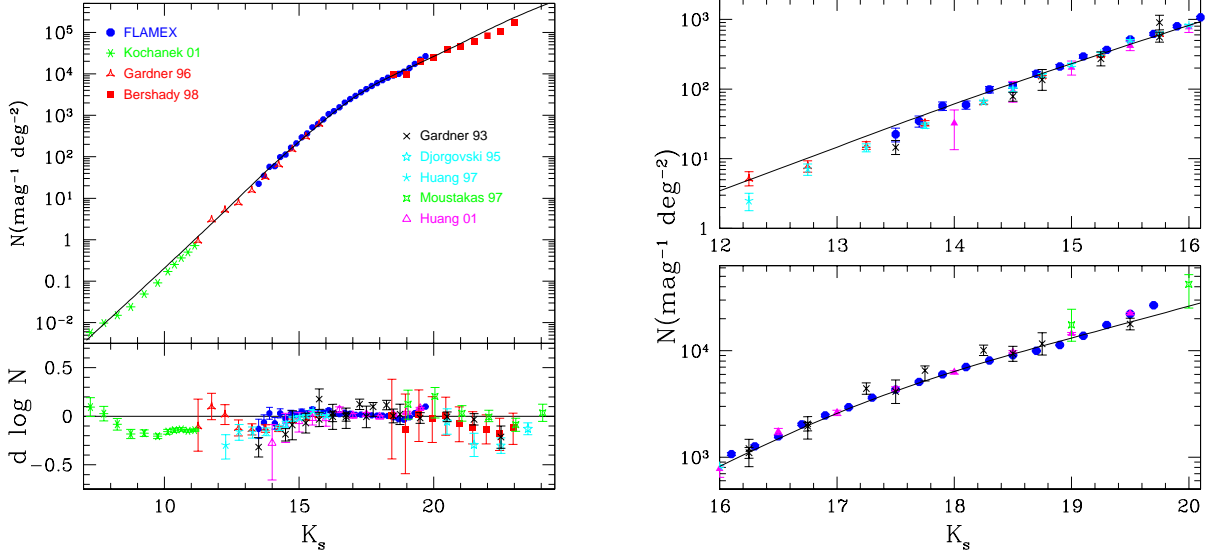 N(mag⁻¹ deg⁻²)
10⁵
10⁴
10³
10²
10
1
0.1
10⁻²
FLAMEX
Kochanek 01
Gardner 96
Bershady 98
Gardner 93
Djorgovski 95
Huang 97
Moustakas 97
Huang 01
d log N
0.5
0
−0.5
10 15 20
Kₛ
N(mag⁻¹ deg⁻²)
10³
10²
10
1
12 13 14 15 16
10⁴
10³
16 17 18 19 20
Kₛ